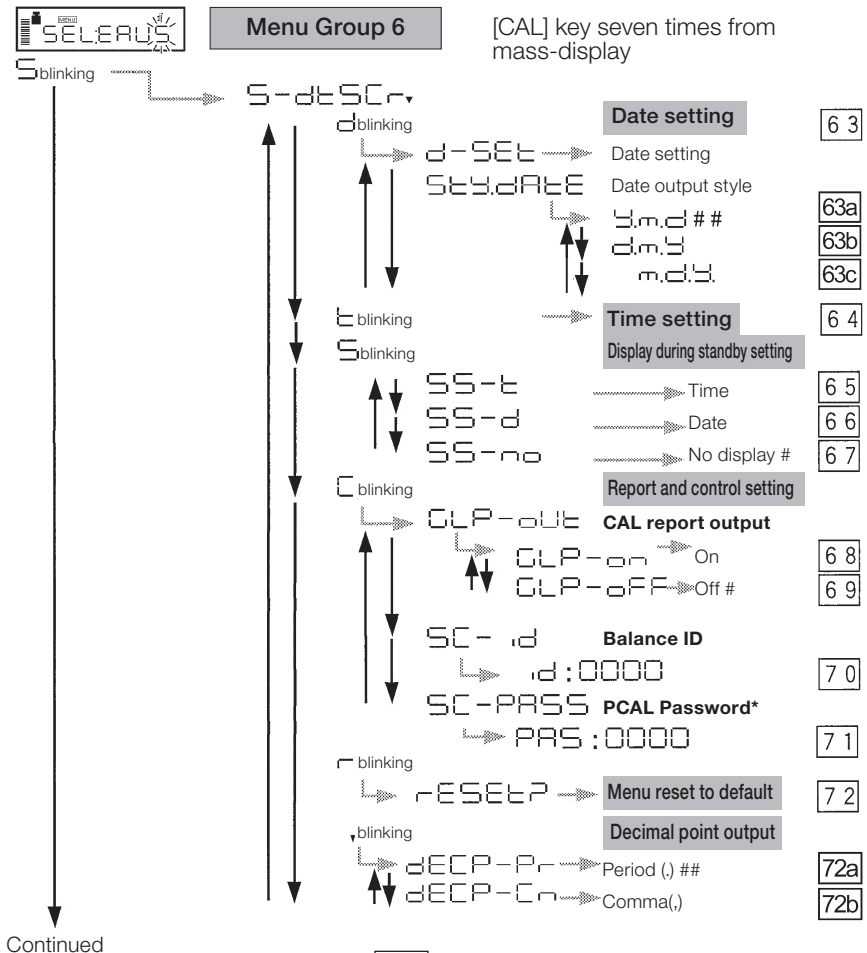 MENU
SEL:EAUS
Menu Group 6
[CAL] key seven times from
mass-display
S blinking
S-dtSCr▼
d blinking
Date setting
63
d-SEt
Date setting
StY.dAtE
Date output style
Y.m.d ##
63a
d.m.Y
63b
m.d.Y.
63c
t blinking
Time setting
64
S blinking
Display during standby setting
SS-t
Time
65
SS-d
Date
66
SS-no
No display #
67
C blinking
Report and control setting
GLP-oUt
CAL report output
GLP-on
On
68
GLP-oFF
Off #
69
SC- id
Balance ID
id:0000
70
SC-PASS
PCAL Password*
PAS:0000
71
r blinking
rESEt?
Menu reset to default
72
▼ blinking
Decimal point output
dECP-Pr
Period (.) ##
72a
dECP-Cn
Comma(,)
72b
Continued